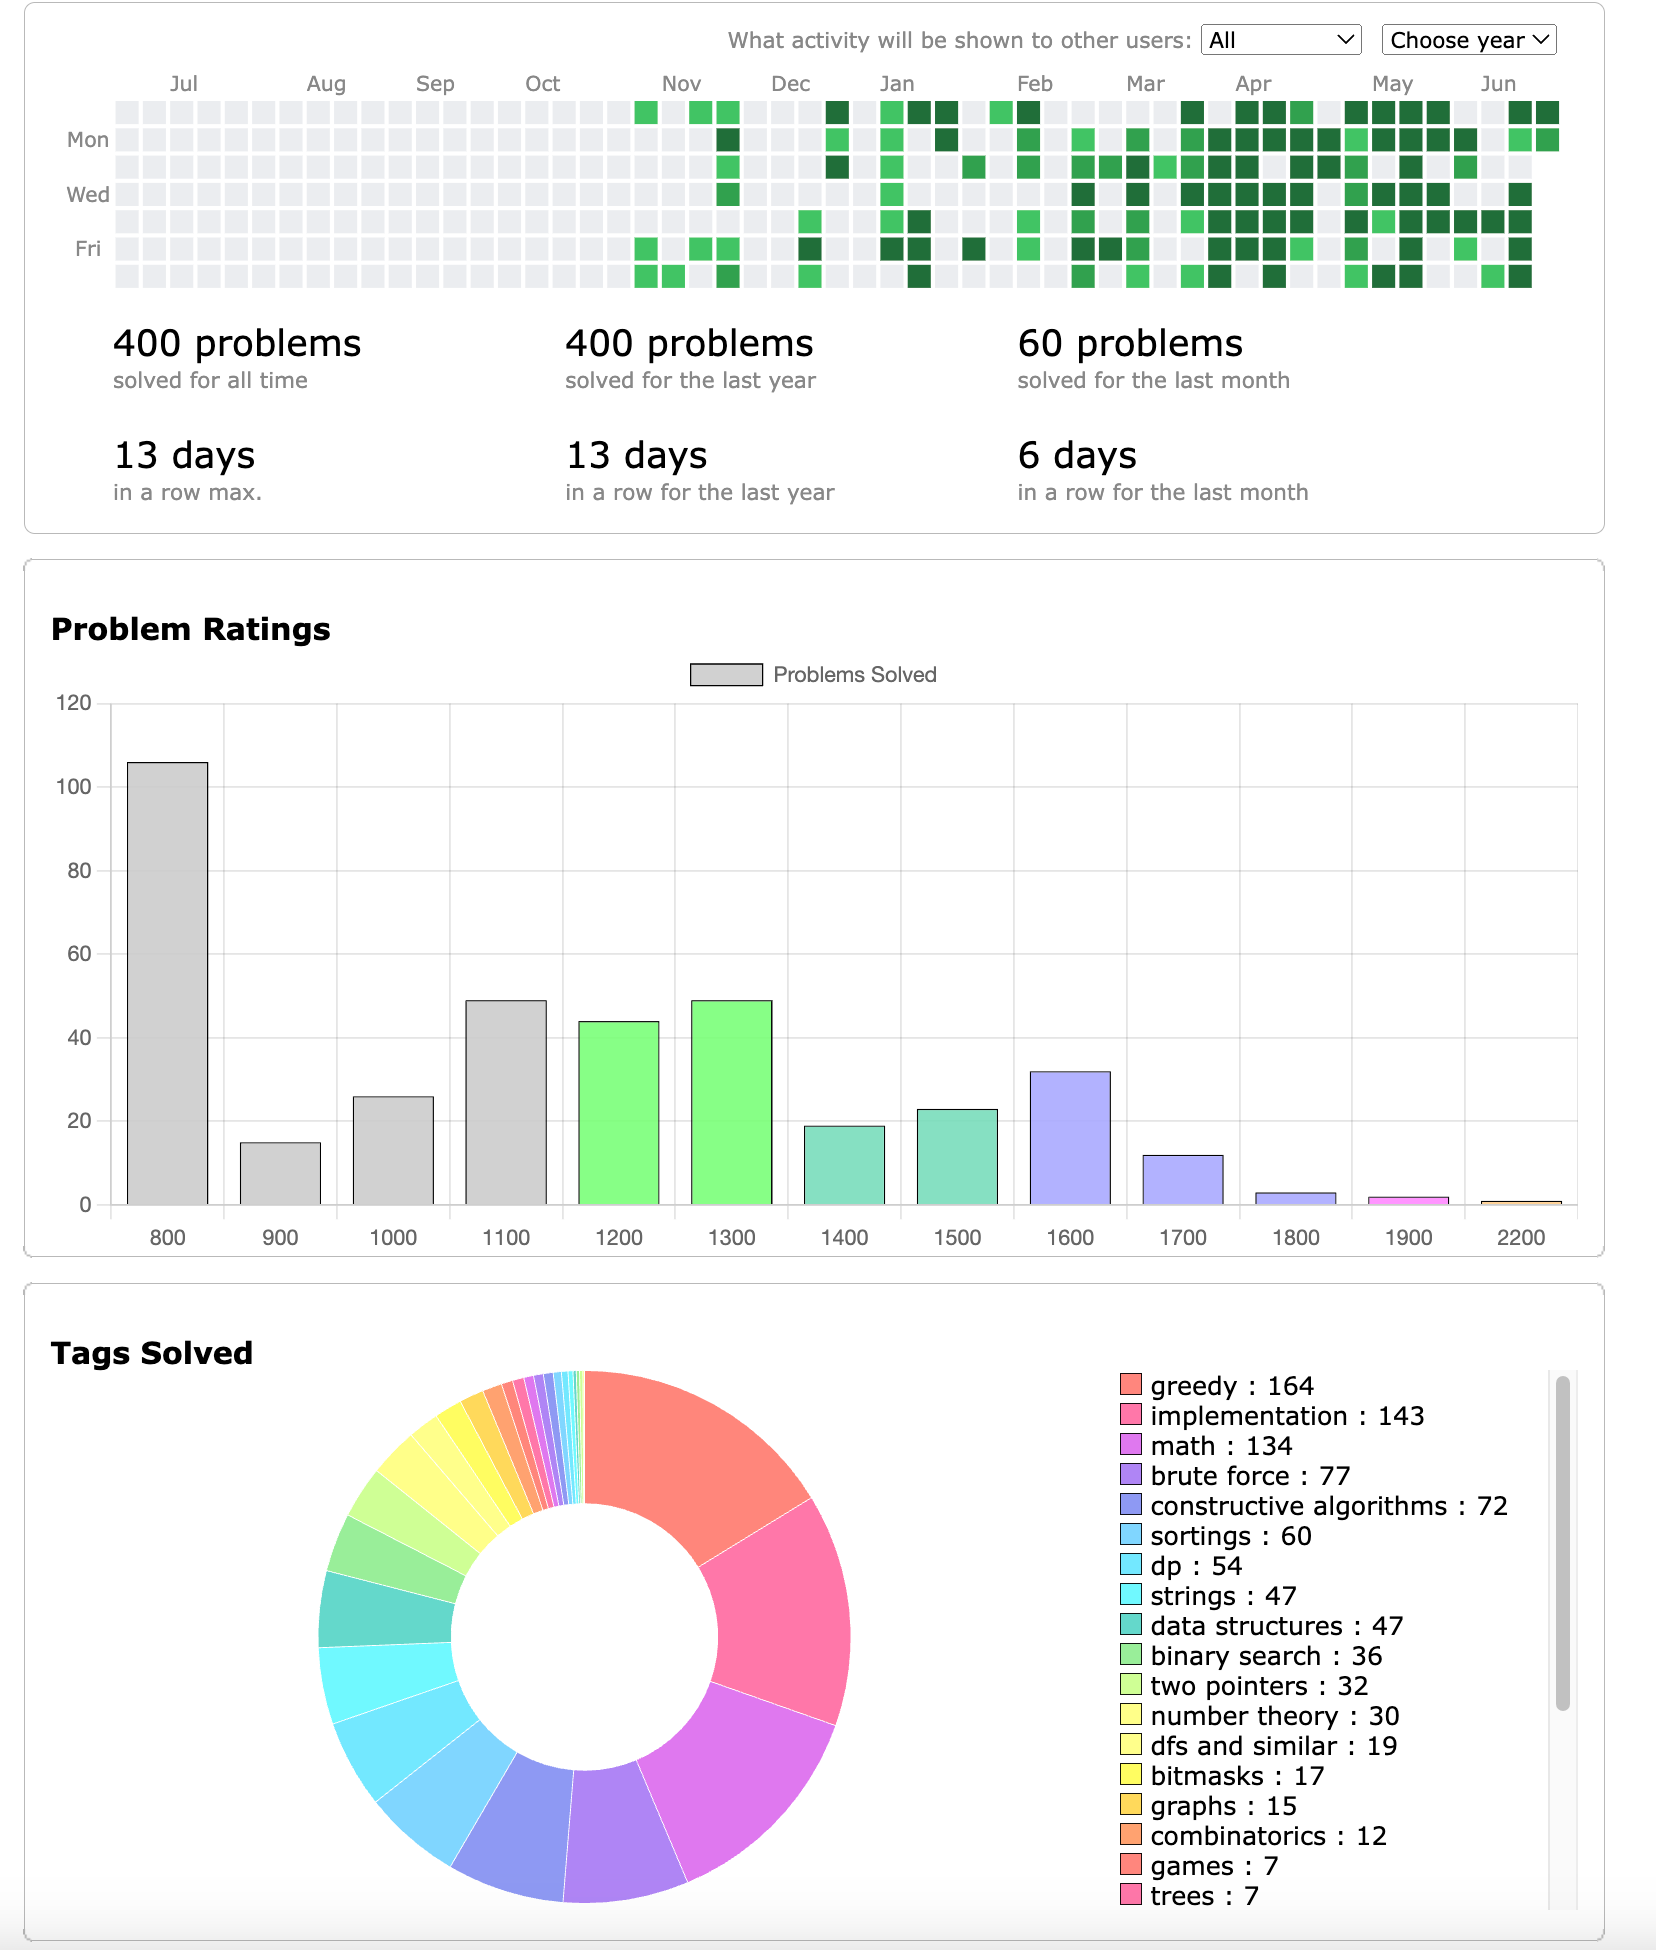 What activity will be shown to other users: All Choose year
Jul Aug Sep Oct Nov Dec Jan Feb Mar Apr May Jun
Mon
Wed
Fri
400 problems 400 problems 60 problems
solved for all time solved for the last year solved for the last month
13 days 13 days 6 days
in a row max. in a row for the last year in a row for the last month
Problem Ratings
Problems Solved
120
100
80
60
40
20
0
800 900 1000 1100 1200 1300 1400 1500 1600 1700 1800 1900 2200
Tags Solved
greedy : 164
implementation : 143
math : 134
brute force : 77
constructive algorithms : 72
sortings : 60
dp : 54
strings : 47
data structures : 47
binary search : 36
two pointers : 32
number theory : 30
dfs and similar : 19
bitmasks : 17
graphs : 15
combinatorics : 12
games : 7
trees : 7